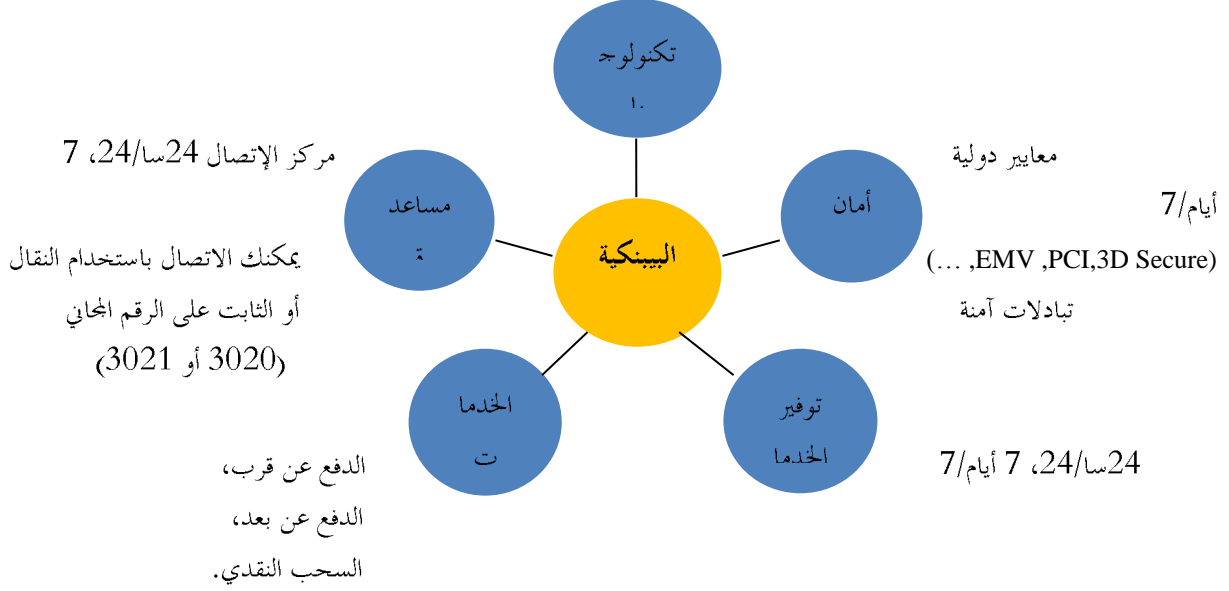 تكنولوج
يا
معايير دولية
مركز الإتصال 24سا/24، 7
أيام/7
أمان
مساعد
ة
البيبنكية
(EMV ,PCI,3D Secure, …)
يمكنك الاتصال باستخدام النقال
تبادلات آمنة
أو الثابت على الرقم المجاني
(3020 أو 3021)
توفير
الخدما
الخدما
ت
24سا/24، 7 أيام/7
الدفع عن قرب،
الدفع عن بعد،
السحب النقدي.